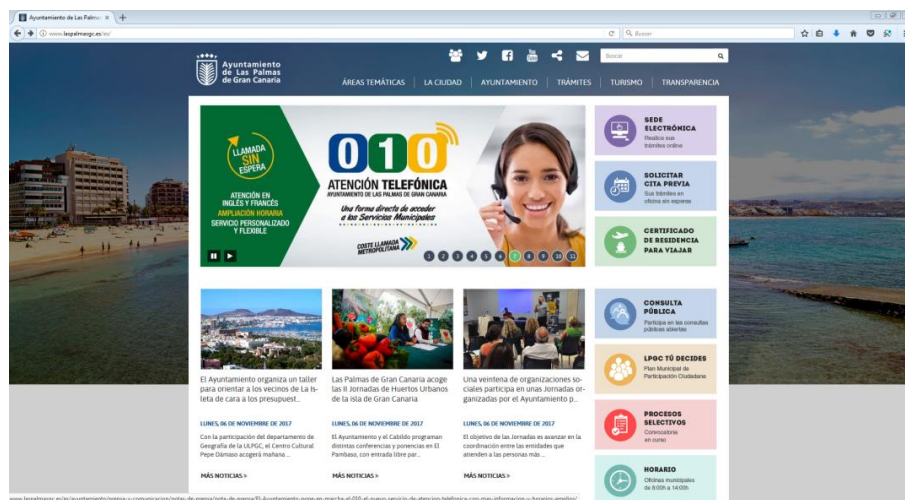 Ayuntamiento de Las Palmas
www.laspalmasgc.es/es/
Buscar
Ayuntamiento
de Las Palmas
de Gran Canaria
Buscar
ÁREAS TEMÁTICAS | LA CIUDAD | AYUNTAMIENTO | TRÁMITES | TURISMO | TRANSPARENCIA
LLAMADA
SIN
ESPERA
ATENCIÓN EN
INGLÉS Y FRANCÉS
AMPLIACIÓN HORARIA
SERVICIO PERSONALIZADO
Y FLEXIBLE
010
ATENCIÓN TELEFÓNICA
AYUNTAMIENTO DE LAS PALMAS DE GRAN CANARIA
Una forma directa de acceder
a los Servicios Municipales
COSTE LLAMADA
METROPOLITANA
1 2 3 4 5 6 7 8 9 10 11
SEDE
ELECTRÓNICA
Realice sus
trámites online
SOLICITAR
CITA PREVIA
Sus trámites en
oficina sin esperas
CERTIFICADO
DE RESIDENCIA
PARA VIAJAR
CONSULTA
PÚBLICA
Participa en las consultas
públicas abiertas
LPGC TÚ DECIDES
Plan Municipal de
Participación Ciudadana
PROCESOS
SELECTIVOS
Convocatoria
en curso
HORARIO
Oficinas municipales
de 8:00h a 14:00h
El Ayuntamiento organiza un taller
para orientar a los vecinos de La Is-
leta de cara a los presupuest...
LUNES, 06 DE NOVIEMBRE DE 2017
Con la participación del departamento de
Geografía de la ULPGC, el Centro Cultural
Pepe Dámaso acogerá mañana ...
MÁS NOTICIAS >
Las Palmas de Gran Canaria acoge
las II Jornadas de Huertos Urbanos
de la isla de Gran Canaria
LUNES, 06 DE NOVIEMBRE DE 2017
El Ayuntamiento y el Cabildo programan
distintas conferencias y ponencias en El
Pambaso, con entrada libre par...
MÁS NOTICIAS >
Una veintena de organizaciones so-
ciales participa en unas Jornadas or-
ganizadas por el Ayuntamiento p...
LUNES, 06 DE NOVIEMBRE DE 2017
El objetivo de las Jornadas es avanzar en la
coordinación entre las entidades que
atienden a las personas más ...
MÁS NOTICIAS >